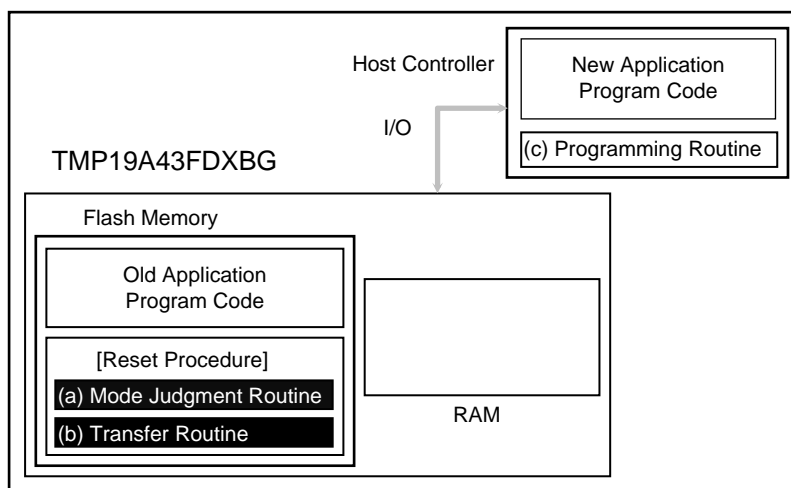 Host Controller
New Application
Program Code
I/O
(c) Programming Routine
TMP19A43FDXBG
Flash Memory
Old Application
Program Code
[Reset Procedure]
(a) Mode Judgment Routine
(b) Transfer Routine
RAM